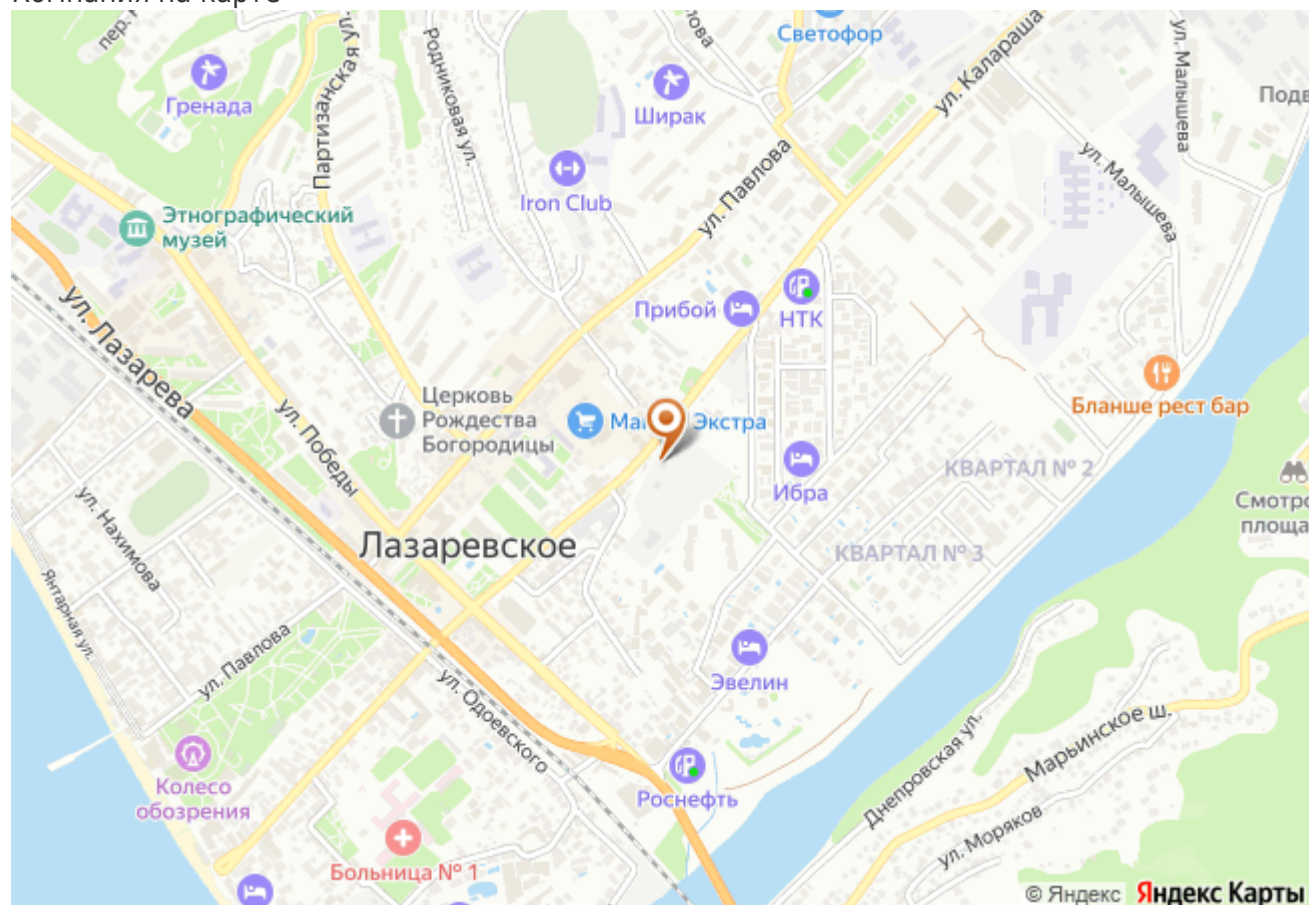 Компания на карте
Светофор
ул. Калараша
ул. Малышева
Гренада
Партизанская ул.
Родниковая ул.
Ширак
Iron Club
ул. Павлова
ул. Малышева
Этнографический
музей
Прибой
НТК
ул. Лазарева
ул. Победы
Церковь
Рождества
Богородицы
Экстра
Бланше рест бар
Ибра
КВАРТАЛ № 2
КВАРТАЛ № 3
Лазаревское
ул. Нахимова
Янтарная ул.
ул. Павлова
ул. Одоевского
Эвелин
Колесо
обозрения
Роснефть
Больница № 1
Днепровская ул.
Марьинское ш.
ул. Моряков
© Яндекс Яндекс Карты